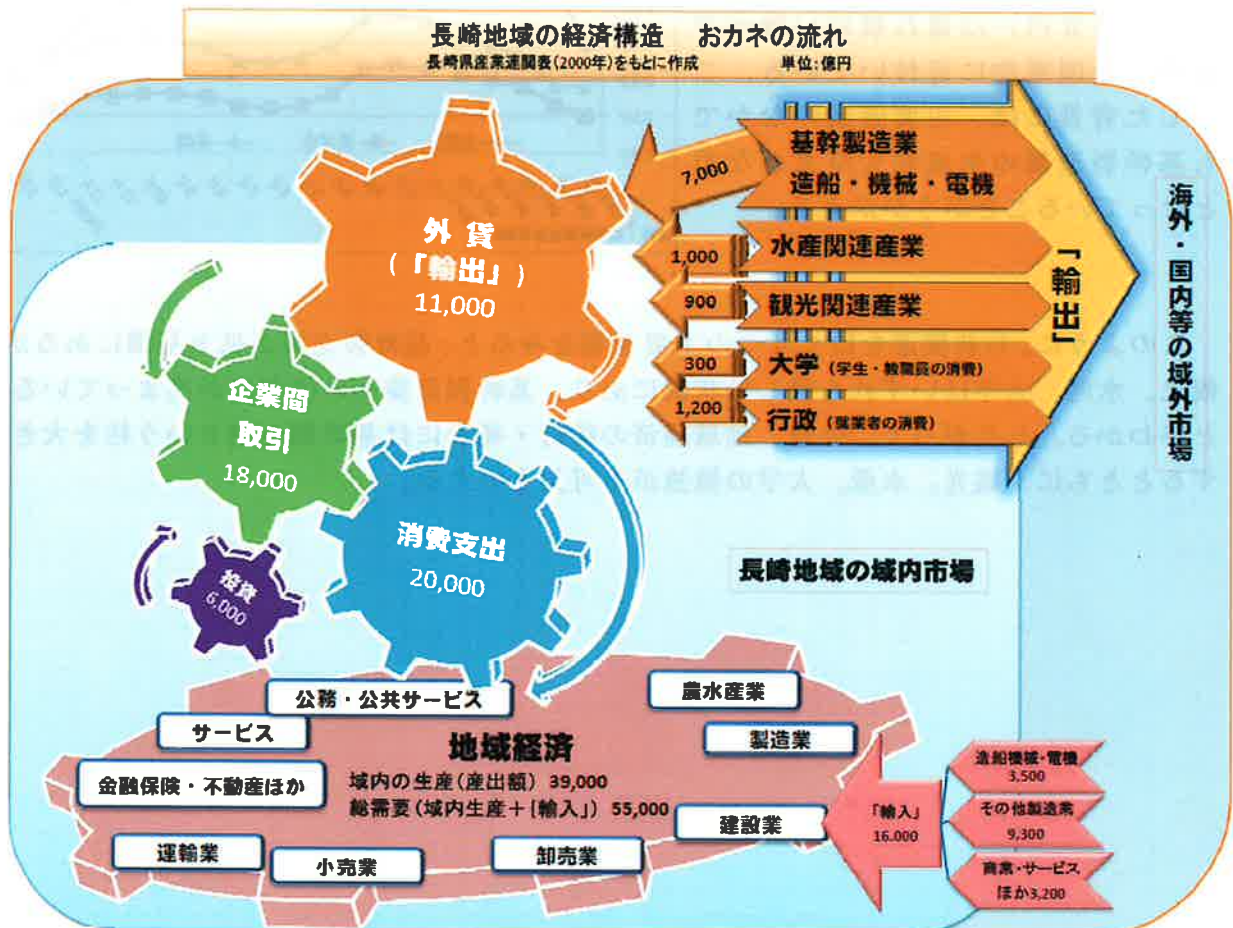 長崎地域の経済構造 おカネの流れ
長崎県産業連関表(2000年)をもとに作成 単位:億円
外貨
(「輸出」)
11,000
企業間
取引
18,000
消費支出
20,000
投資
6,000
7,000
基幹製造業
造船・機械・電機
1,000
水産関連産業
900
観光関連産業
300
大学 (学生・教職員の消費)
1,200
行政 (就業者の消費)
「輸出」
海外・国内等の域外市場
長崎地域の域内市場
公務・公共サービス
農水産業
サービス
製造業
地域経済
金融保険・不動産ほか
域内の生産(産出額) 39,000
総需要(域内生産+「輸入」) 55,000
建設業
運輸業
小売業
卸売業
「輸入」
16.000
造船機械・電機
3,500
その他製造業
9,300
商業・サービス
ほか3,200